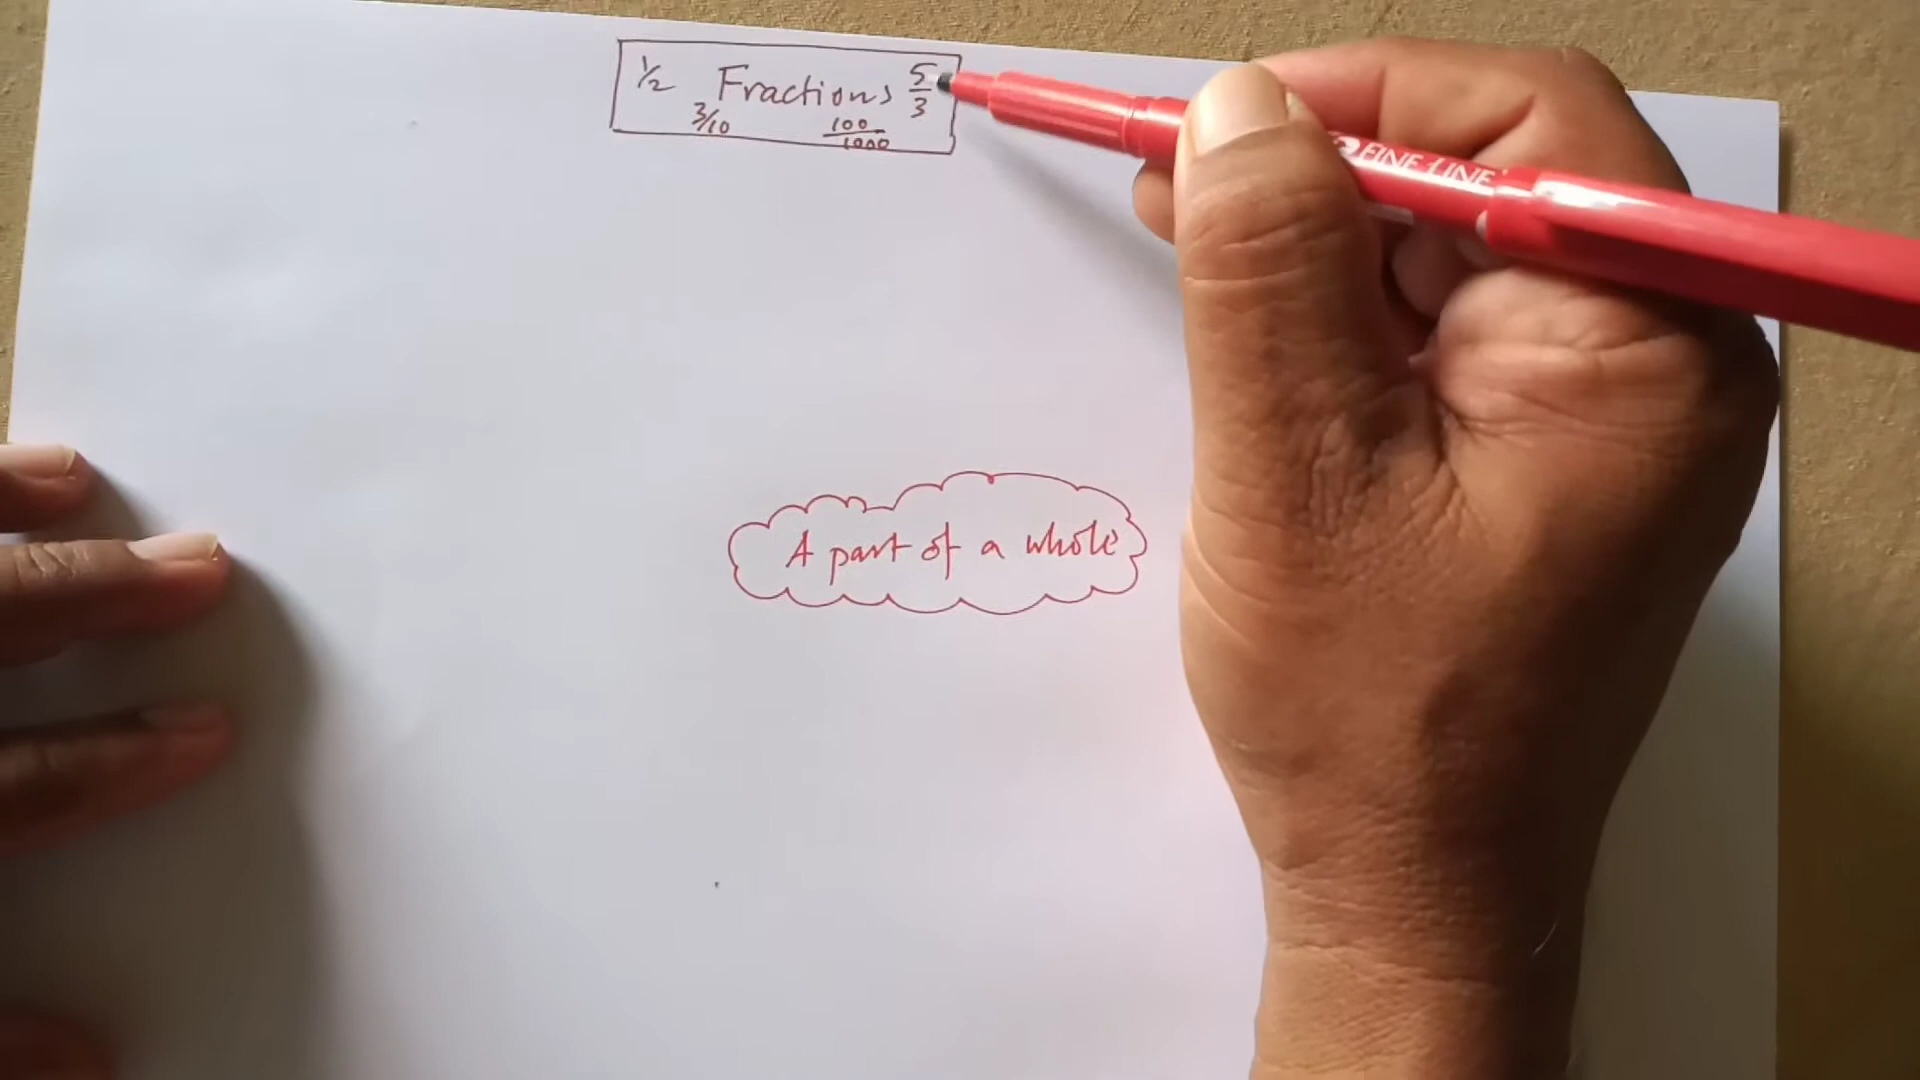 1/2 Fractions 5/3
3/10 100/1000
FINE LINE
A part of a whole